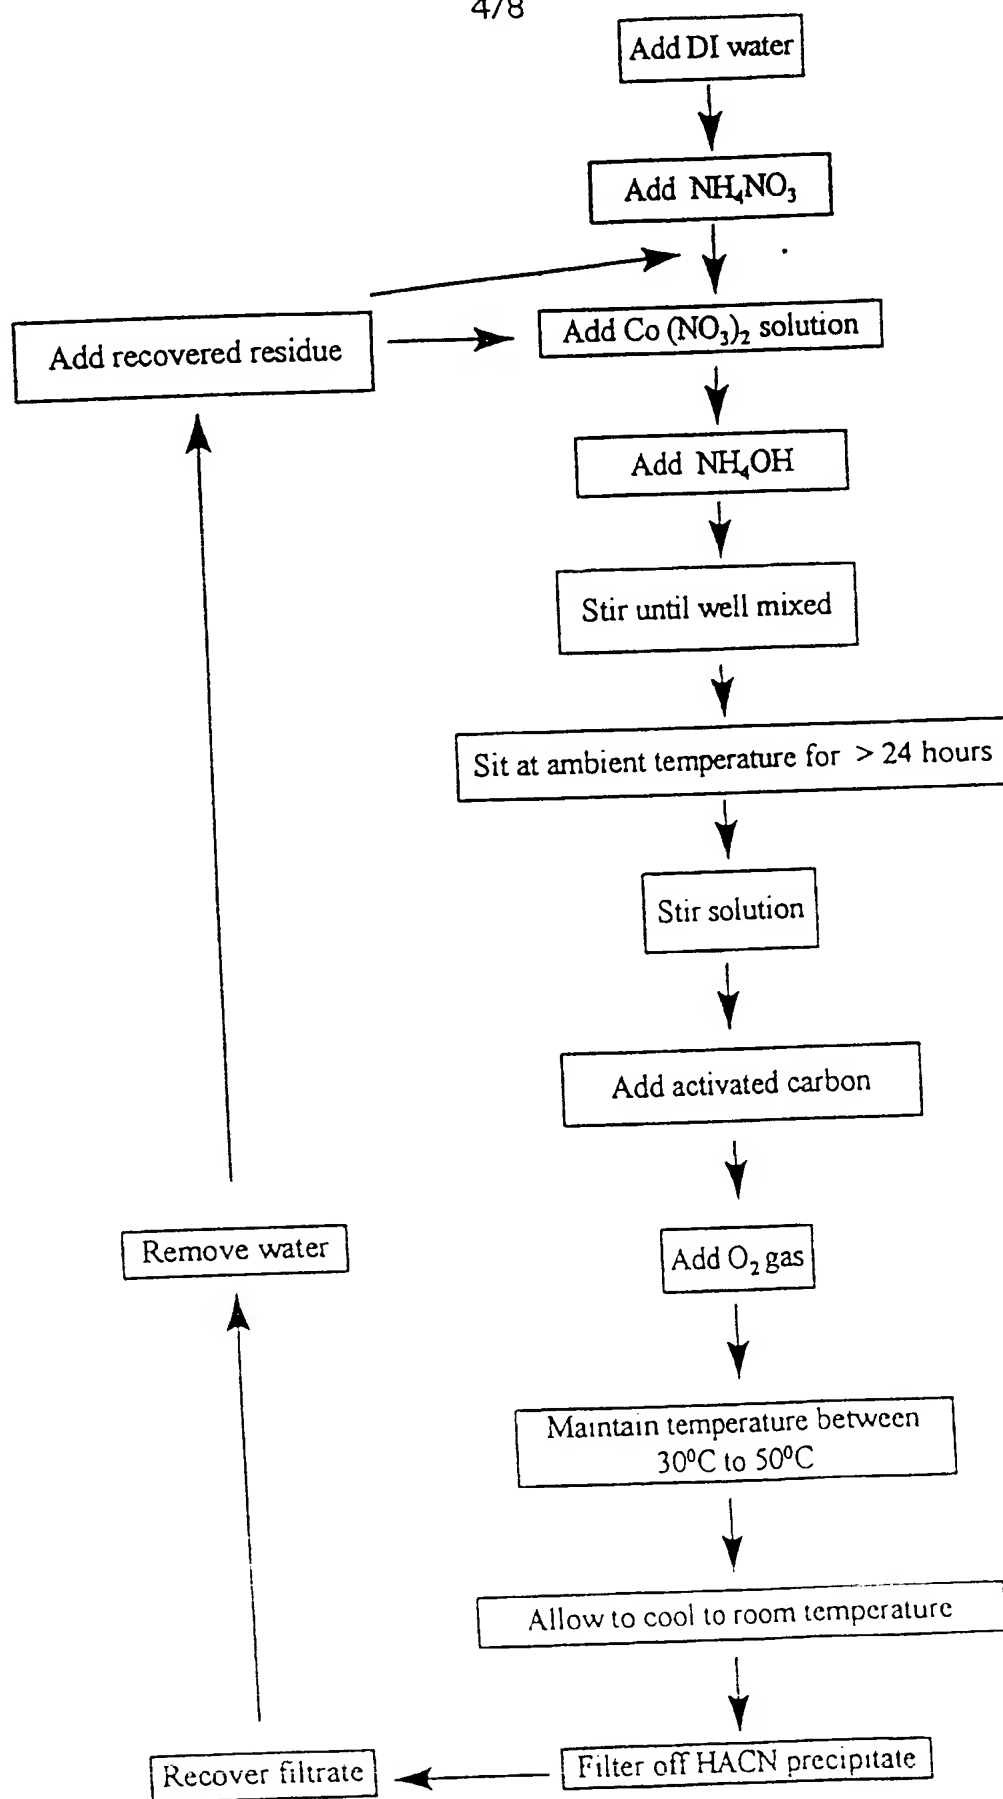 4/8
Add DI water
Add NH₄NO₃
Add recovered residue
Add Co (NO₃)₂ solution
Add NH₄OH
Stir until well mixed
Sit at ambient temperature for > 24 hours
Stir solution
Add activated carbon
Remove water
Add O₂ gas
Maintain temperature between
30⁰C to 50⁰C
Allow to cool to room temperature
Recover filtrate
Filter off HACN precipitate